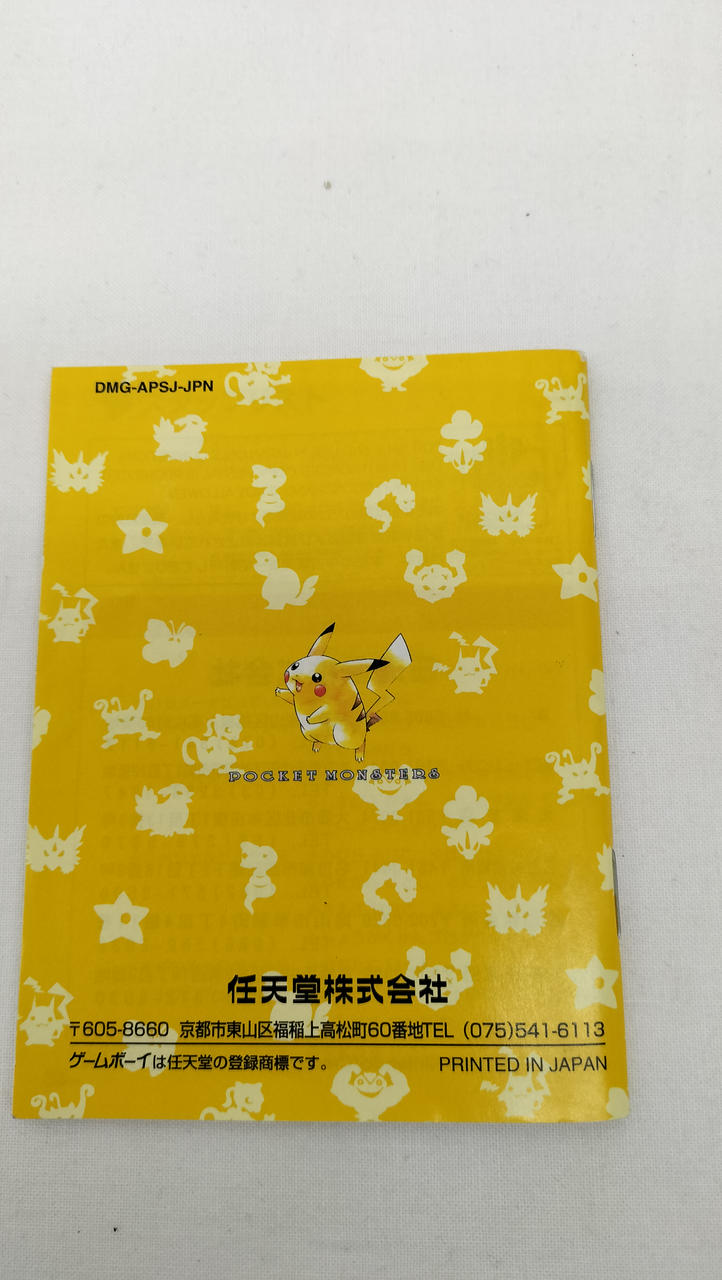 DMG-APSJ-JPN
POCKET MONSTERS
任天堂株式会社
〒605-8660 京都市東山区福稲上高松町60番地TEL (075)541-6113
ゲームボーイは任天堂の登録商標です。 PRINTED IN JAPAN